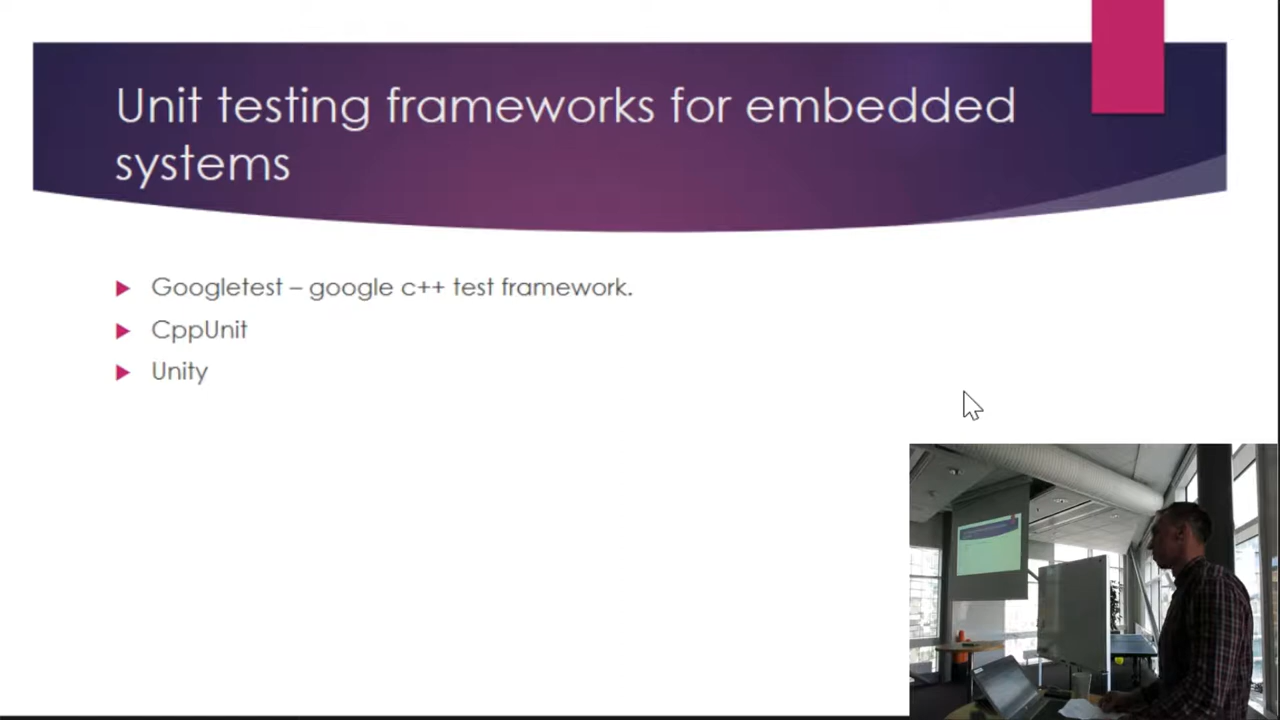 Unit testing frameworks for embedded
systems
Googletest – google c++ test framework.
CppUnit
Unity